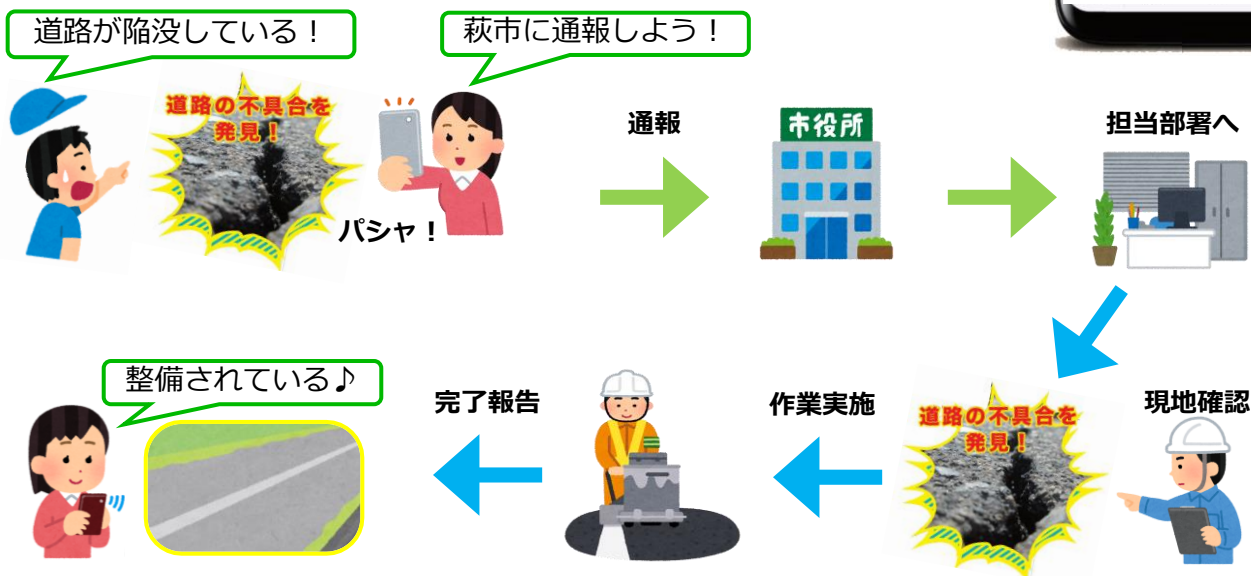 道路が陥没している！
萩市に通報しよう！
道路の不具合を
発見！
パシャ！
通報
市役所
担当部署へ
現地確認
道路の不具合を
発見！
作業実施
完了報告
整備されている♪